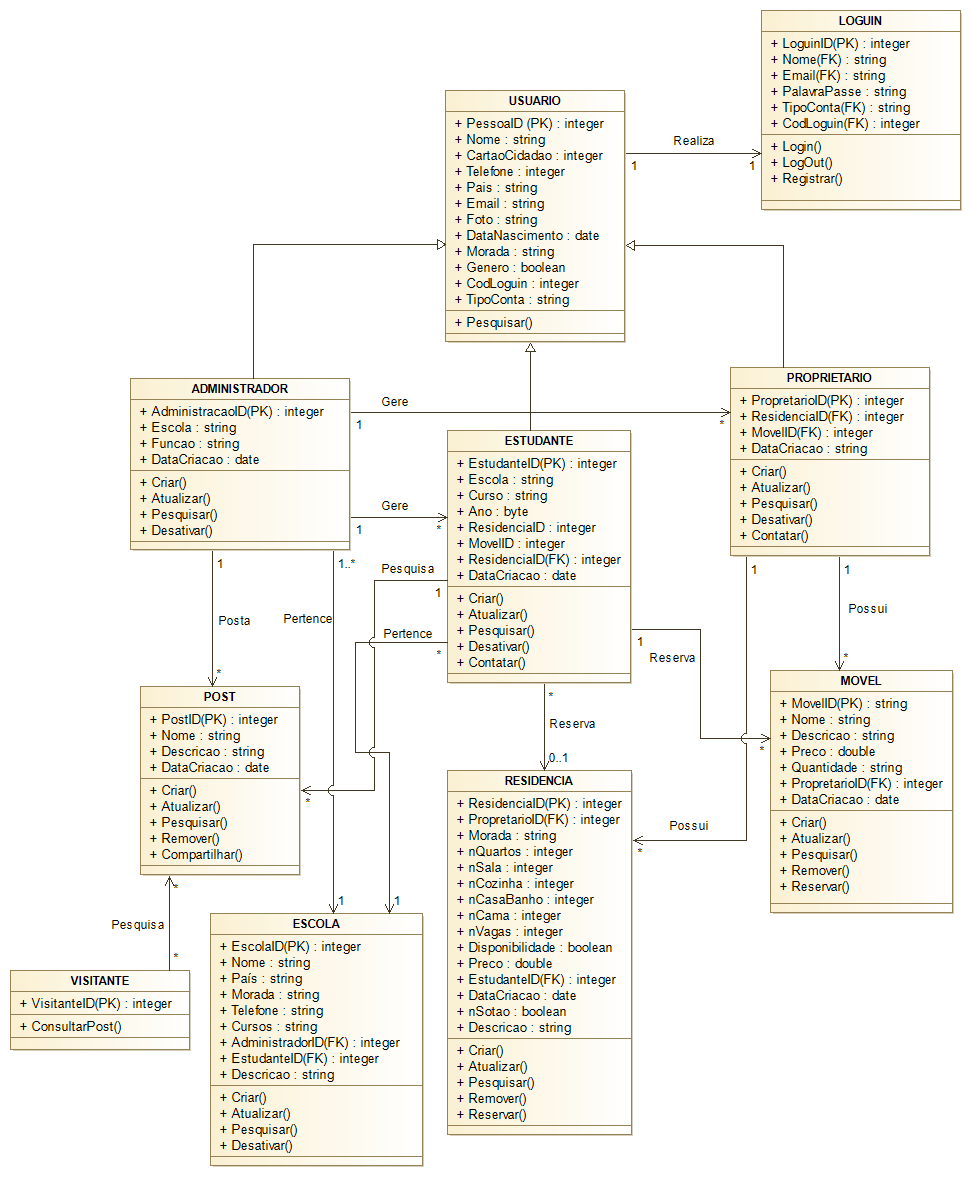 LOGUIN
+ LoguinID(PK) : integer
+ Nome(FK) : string
+ Email(FK) : string
+ PalavraPasse : string
+ TipoConta(FK) : string
+ CodLoguin(FK) : integer
+ Login()
+ LogOut()
+ Registrar()
USUARIO
+ PessoaID (PK) : integer
+ Nome : string
+ CartaoCidadao : integer
+ Telefone : integer
+ Pais : string
+ Email : string
+ Foto : string
+ DataNascimento : date
+ Morada : string
+ Genero : boolean
+ CodLoguin : integer
+ TipoConta : string
+ Pesquisar()
Realiza
1
1
ADMINISTRADOR
+ AdministracaoID(PK) : integer
+ Escola : string
+ Funcao : string
+ DataCriacao : date
+ Criar()
+ Atualizar()
+ Pesquisar()
+ Desativar()
Gere
1
*
PROPRIETARIO
+ PropretarioID(PK) : integer
+ ResidenciaID(FK) : integer
+ MovelID(FK) : integer
+ DataCriacao : string
+ Criar()
+ Atualizar()
+ Pesquisar()
+ Desativar()
+ Contatar()
Gere
1
*
ESTUDANTE
+ EstudanteID(PK) : integer
+ Escola : string
+ Curso : string
+ Ano : byte
+ ResidenciaID : integer
+ MovelID : integer
+ ResidenciaID(FK) : integer
+ DataCriacao : date
+ Criar()
+ Atualizar()
+ Pesquisar()
+ Desativar()
+ Contatar()
1
Posta
*
1..*
Pertence
1
Pesquisa
1
*
Pertence
*
1
1
Reserva
*
*
Reserva
0..1
1
Possui
*
1
Possui
*
POST
+ PostID(PK) : integer
+ Nome : string
+ Descricao : string
+ DataCriacao : date
+ Criar()
+ Atualizar()
+ Pesquisar()
+ Remover()
+ Compartilhar()
MOVEL
+ MovelID(PK) : string
+ Nome : string
+ Descricao : string
+ Preco : double
+ Quantidade : string
+ PropretarioID(FK) : integer
+ DataCriacao : date
+ Criar()
+ Atualizar()
+ Pesquisar()
+ Remover()
+ Reservar()
RESIDENCIA
+ ResidenciaID(PK) : integer
+ PropretarioID(FK) : integer
+ Morada : string
+ nQuartos : integer
+ nSala : integer
+ nCozinha : integer
+ nCasaBanho : integer
+ nCama : integer
+ nVagas : integer
+ Disponibilidade : boolean
+ Preco : double
+ EstudanteID(FK) : integer
+ DataCriacao : date
+ nSotao : boolean
+ Descricao : string
+ Criar()
+ Atualizar()
+ Pesquisar()
+ Remover()
+ Reservar()
*
Pesquisa
*
VISITANTE
+ VisitanteID(PK) : integer
+ ConsultarPost()
ESCOLA
+ EscolaID(PK) : integer
+ Nome : string
+ País : string
+ Morada : string
+ Telefone : string
+ Cursos : string
+ AdministradorID(FK) : integer
+ EstudanteID(FK) : integer
+ Descricao : string
+ Criar()
+ Atualizar()
+ Pesquisar()
+ Desativar()